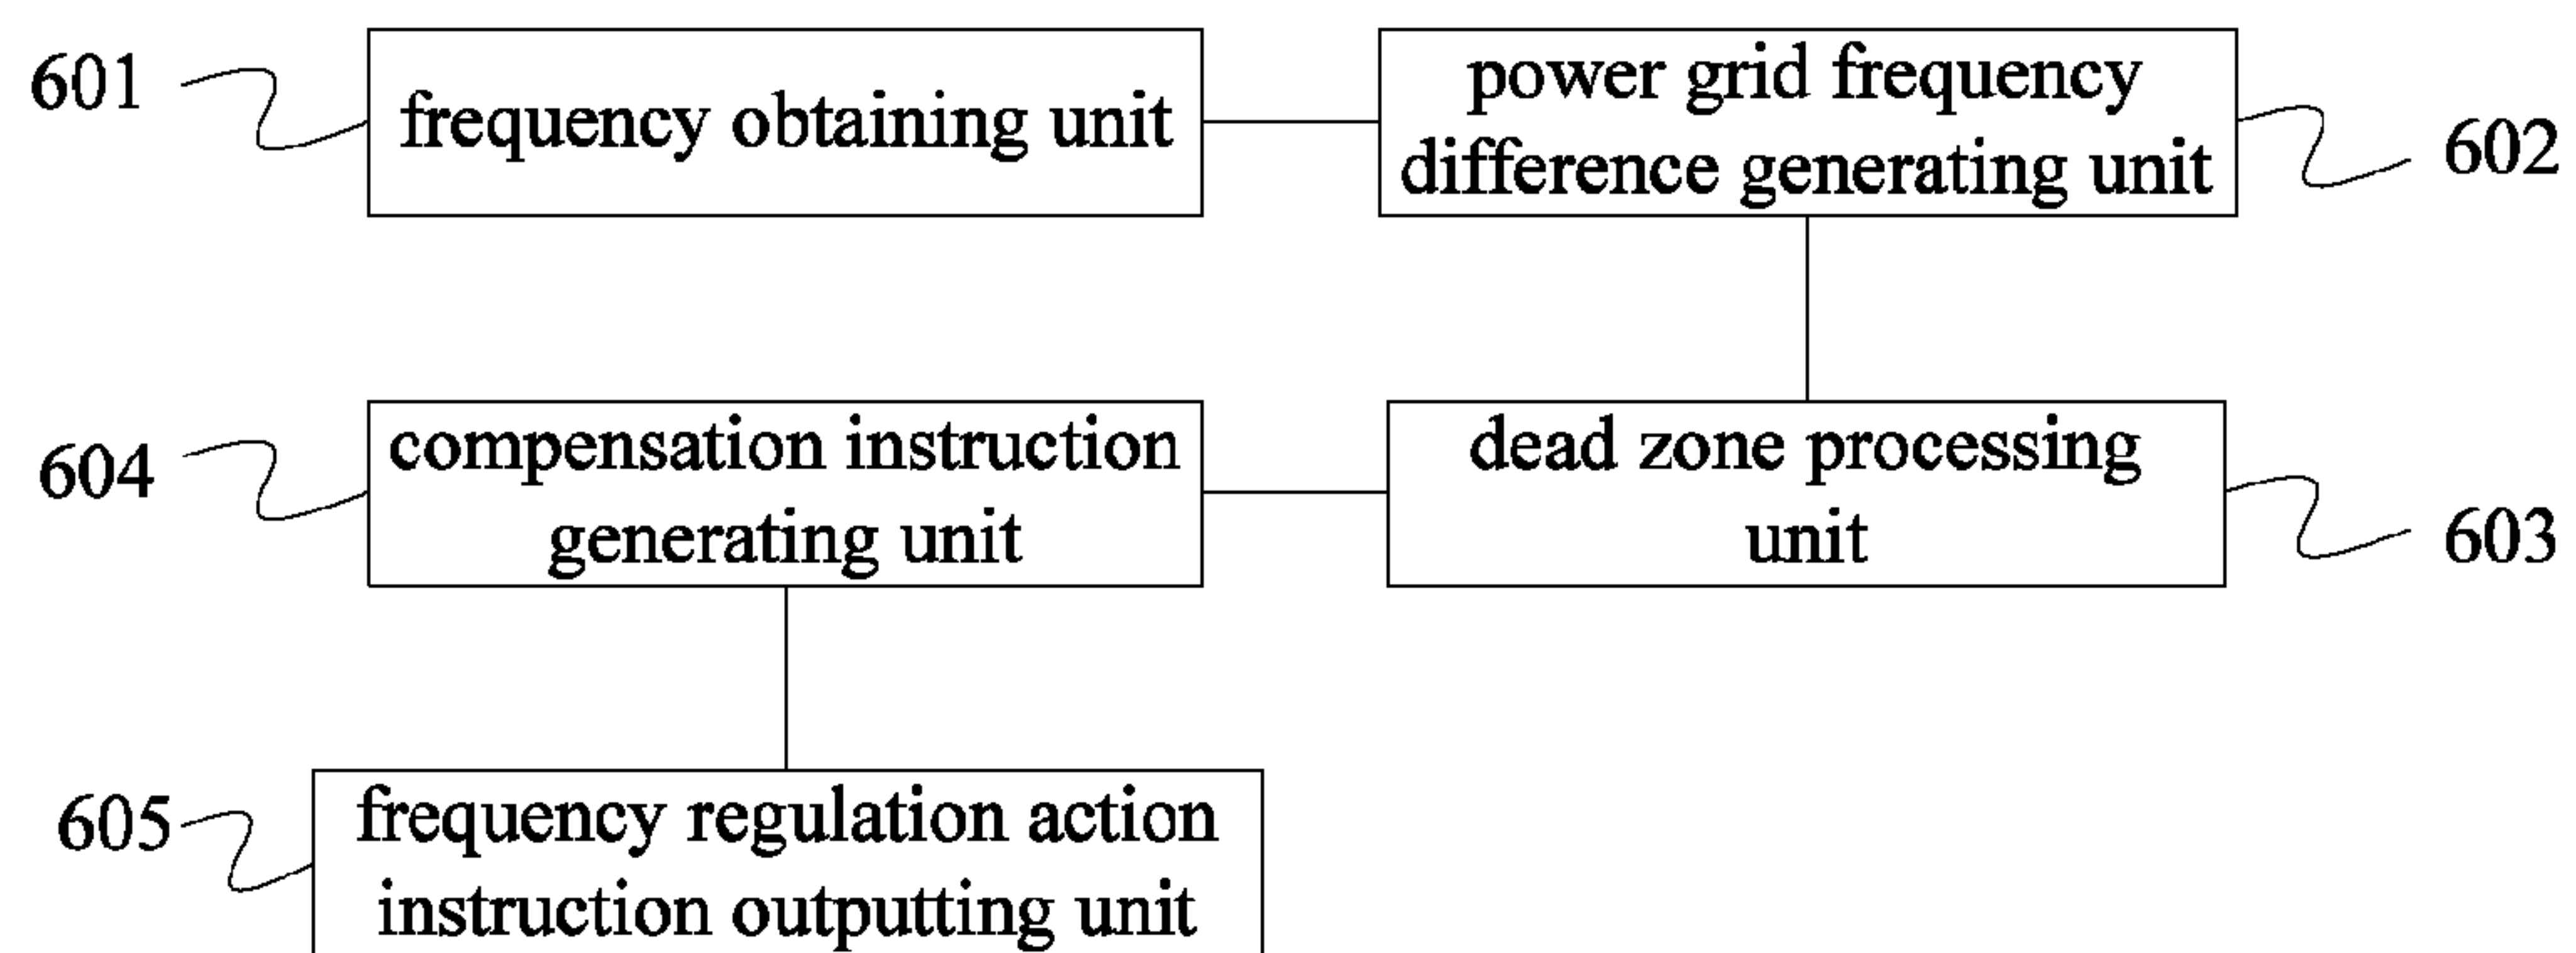 601
frequency obtaining unit
power grid frequency
difference generating unit
602
604
compensation instruction
generating unit
dead zone processing
unit
603
605
frequency regulation action
instruction outputting unit